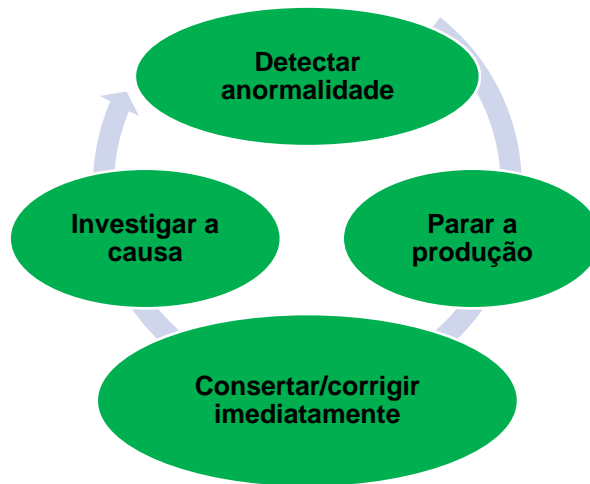 Detectar
anormalidade
Parar a
produção
Consertar/corrigir
imediatamente
Investigar a
causa